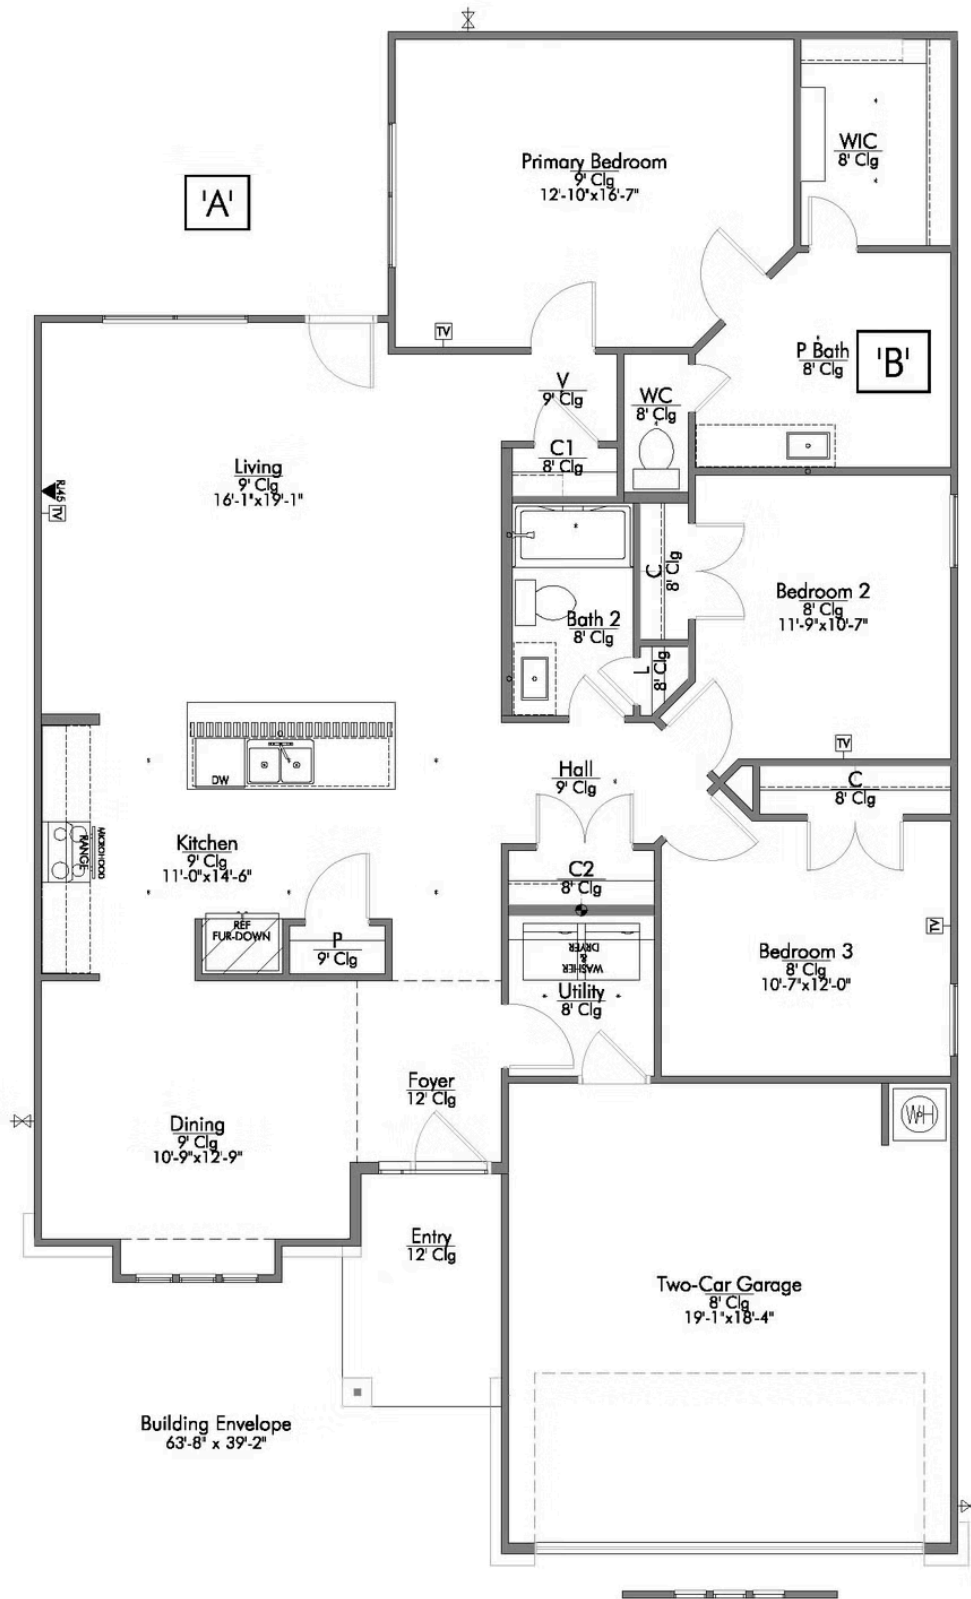 Primary Bedroom
9' Clg
12'-10"x16'-7"
WIC
8' Clg
'A'
TV
P Bath
8' Clg
'B'
V
9' Clg
WC
8' Clg
C1
8' Clg
Living
9' Clg
16'-1"x19'-1"
RJ45
TV
C
8' Clg
Bedroom 2
8' Clg
11'-9"x10'-7"
Bath 2
8' Clg
L
8' Clg
TV
DW
Hall
9' Clg
C
8' Clg
Kitchen
9' Clg
11'-0"x14'-6"
RANGE
MICROHOOD
C2
8' Clg
REF
FUR-DOWN
P
9' Clg
WASHER
&
DRYER
TV
Bedroom 3
8' Clg
10'-7"x12'-0"
Utility
8' Clg
Foyer
12' Clg
WH
Dining
9' Clg
10'-9"x12'-9"
Entry
12' Clg
Two-Car Garage
8' Clg
19'-1"x18'-4"
Building Envelope
63'-8" x 39'-2"